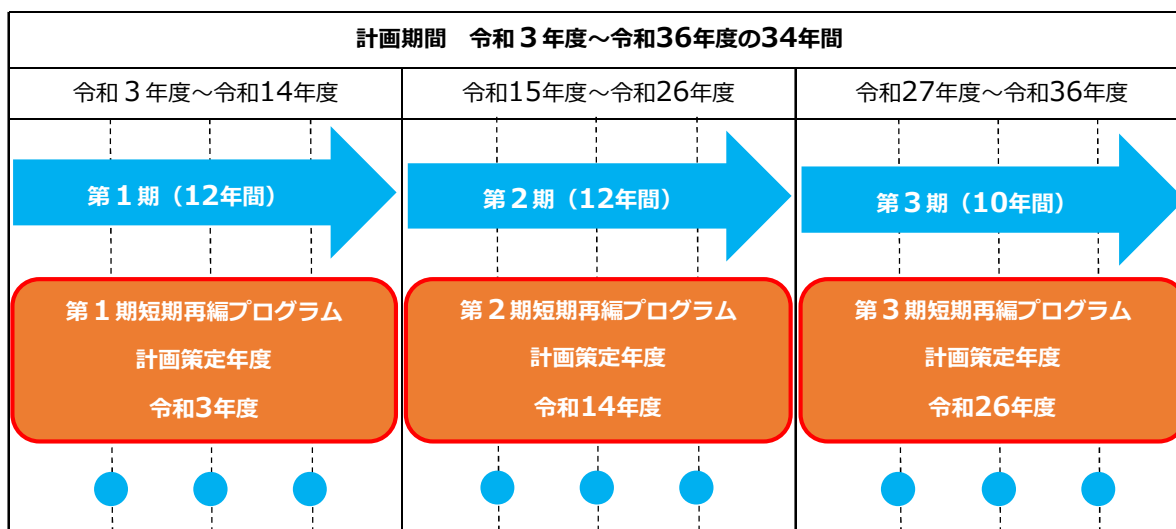 計画期間　令和３年度～令和36年度の34年間
令和３年度～令和14年度
令和15年度～令和26年度
令和27年度～令和36年度
第１期（12年間）
第２期（12年間）
第３期（10年間）
第１期短期再編プログラム
計画策定年度
令和3年度
第２期短期再編プログラム
計画策定年度
令和14年度
第３期短期再編プログラム
計画策定年度
令和26年度